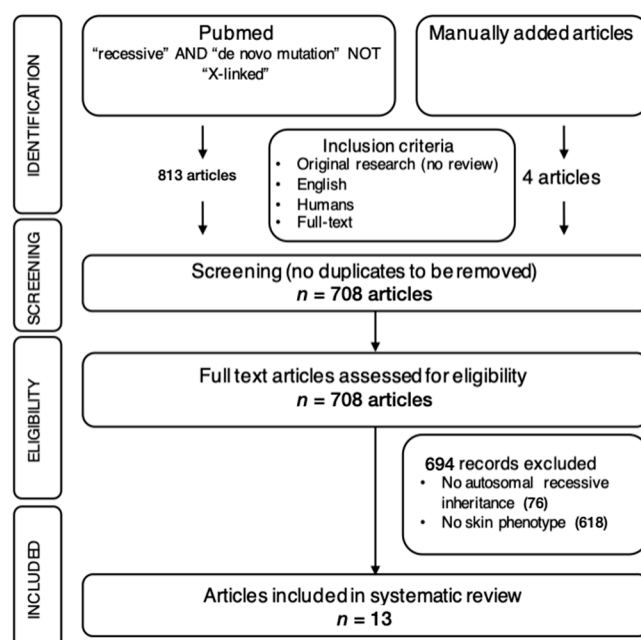 IDENTIFICATION
Pubmed
“recessive” AND “de novo mutation” NOT
“X-linked”
Manually added articles
813 articles
Inclusion criteria
• Original research (no review)
• English
• Humans
• Full-text
4 articles
SCREENING
Screening (no duplicates to be removed)
n = 708 articles
ELIGIBILITY
Full text articles assessed for eligibility
n = 708 articles
694 records excluded
• No autosomal recessive
inheritance (76)
• No skin phenotype (618)
INCLUDED
Articles included in systematic review
n = 13